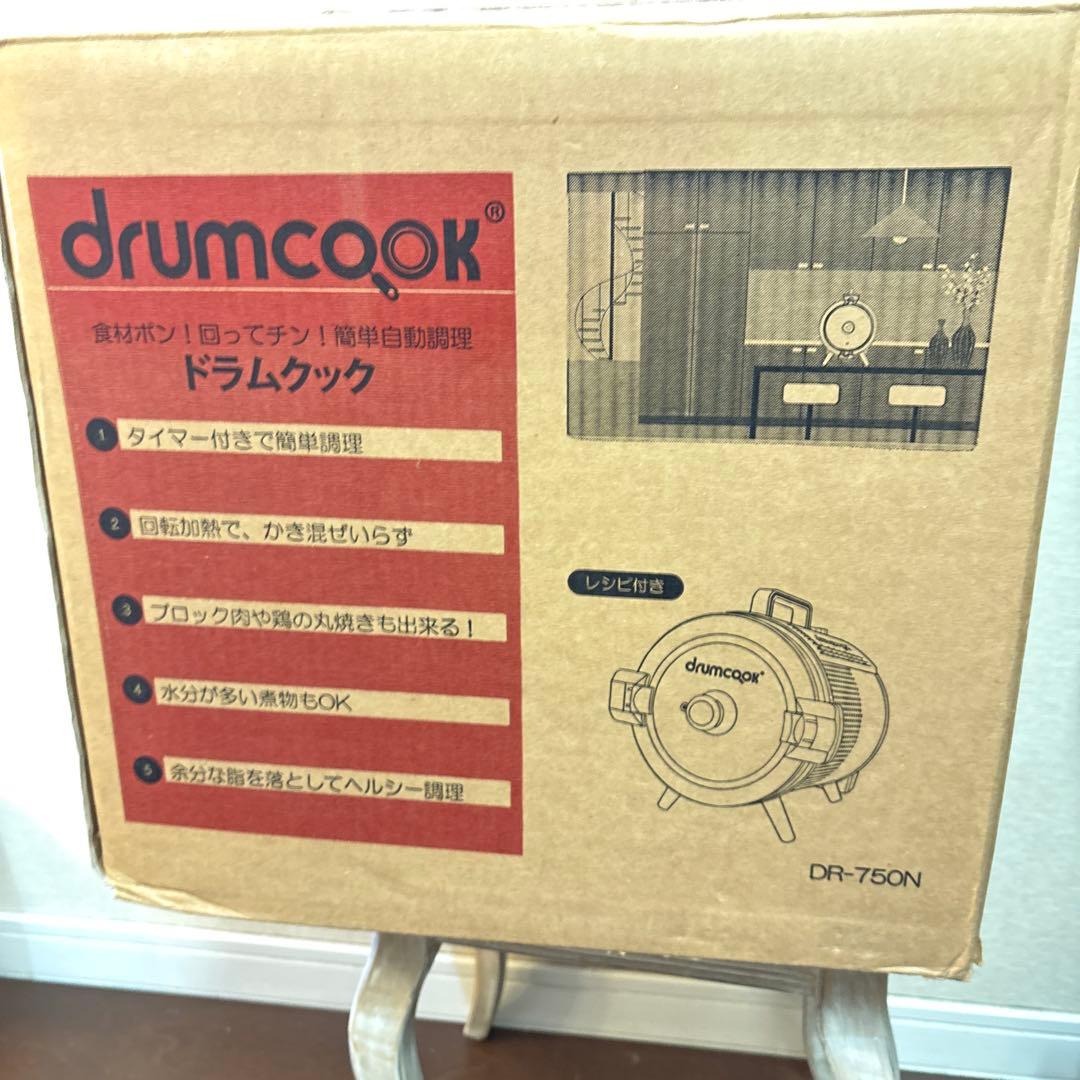 drumcook®
食材ポン!回ってチン!簡単自動調理
ドラムクック
1 タイマー付きで簡単調理
2 回転加熱で、かき混ぜいらず
3 ブロック肉や鶏の丸焼きも出来る!
4 水分が多い煮物もOK
5 余分な脂を落としてヘルシー調理
レシピ付き
drumcook®
DR-750N